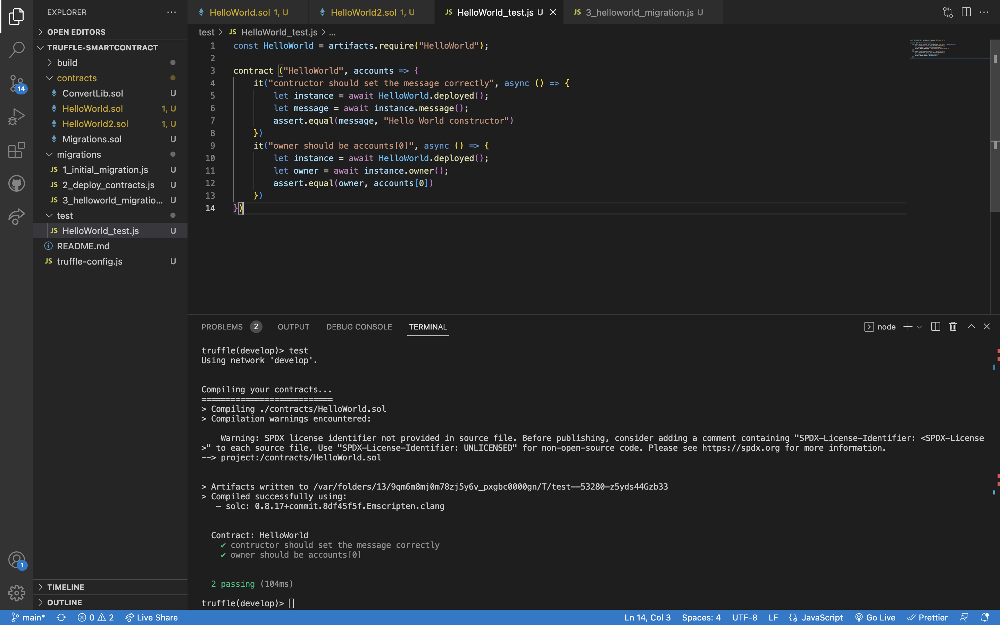 EXPLORER
OPEN EDITORS
TRUFFLE-SMARTCONTRACT
build
contracts
ConvertLib.sol U
HelloWorld.sol 1, U
HelloWorld2.sol 1, U
Migrations.sol U
migrations
JS 1_initial_migration.js U
JS 2_deploy_contracts.js U
JS 3_helloworld_migratio... U
test
JS HelloWorld_test.js U
README.md
JS truffle-config.js U
TIMELINE
OUTLINE
14
1
HelloWorld.sol 1, U
HelloWorld2.sol 1, U
JS HelloWorld_test.js U
JS 3_helloworld_migration.js U
test > JS HelloWorld_test.js > ...
1 const HelloWorld = artifacts.require("HelloWorld");
2
3 contract ("HelloWorld", accounts => {
4 it("contructor should set the message correctly", async () => {
5 let instance = await HelloWorld.deployed();
6 let message = await instance.message();
7 assert.equal(message, "Hello World constructor")
8 })
9 it("owner should be accounts[0]", async () => {
10 let instance = await HelloWorld.deployed();
11 let owner = await instance.owner();
12 assert.equal(owner, accounts[0])
13 })
14 })
PROBLEMS 2 OUTPUT DEBUG CONSOLE TERMINAL
node
truffle(develop)> test
Using network 'develop'.
Compiling your contracts...
===========================
> Compiling ./contracts/HelloWorld.sol
> Compilation warnings encountered:
Warning: SPDX license identifier not provided in source file. Before publishing, consider adding a comment containing "SPDX-License-Identifier: <SPDX-License
>" to each source file. Use "SPDX-License-Identifier: UNLICENSED" for non-open-source code. Please see https://spdx.org for more information.
--> project:/contracts/HelloWorld.sol
> Artifacts written to /var/folders/13/9qm6m8mj0m78zj5y6v_pxgbc0000gn/T/test--53280-z5yds44Gzb33
> Compiled successfully using:
- solc: 0.8.17+commit.8df45f5f.Emscripten.clang
Contract: HelloWorld
✔ contructor should set the message correctly
✔ owner should be accounts[0]
2 passing (104ms)
truffle(develop)>
main* 0 2 Live Share
Ln 14, Col 3 Spaces: 4 UTF-8 LF JavaScript Go Live Prettier